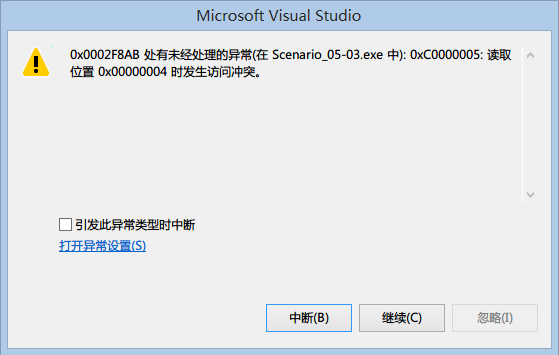 Microsoft Visual Studio
0x0002F8AB 处有未经处理的异常(在 Scenario_05-03.exe 中): 0xC0000005: 读取
位置 0x00000004 时发生访问冲突。
引发此异常类型时中断
打开异常设置(S)
中断(B) 继续(C) 忽略(I)